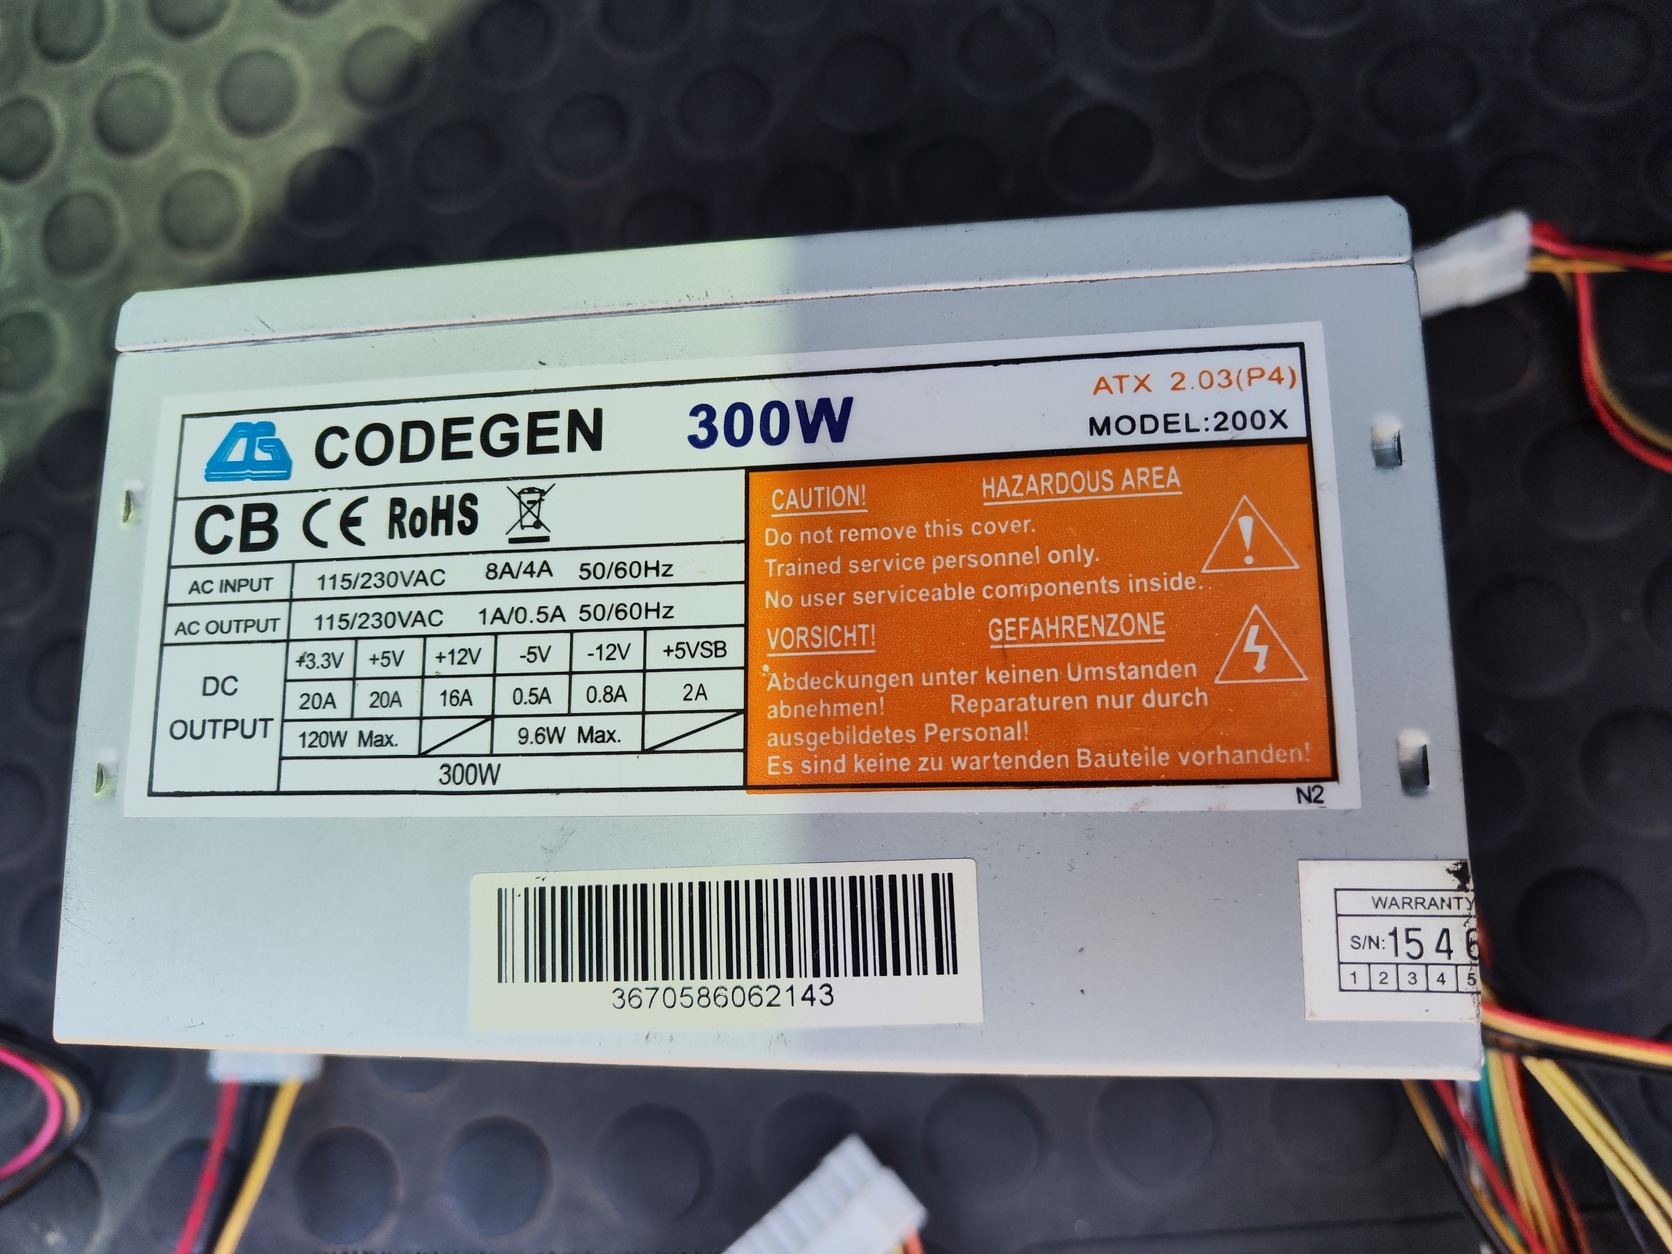 CODEGEN 300W
ATX 2.03(P4)
MODEL:200X
CB CE RoHS
AC INPUT 115/230VAC 8A/4A 50/60Hz
AC OUTPUT 115/230VAC 1A/0.5A 50/60Hz
DC OUTPUT
+3.3V +5V +12V -5V -12V +5VSB
20A 20A 16A 0.5A 0.8A 2A
120W Max. 9.6W Max.
300W
CAUTION! HAZARDOUS AREA
Do not remove this cover.
Trained service personnel only.
No user serviceable components inside.
VORSICHT! GEFAHRENZONE
Abdeckungen unter keinen Umstanden
abnehmen! Reparaturen nur durch
ausgebildetes Personal!
Es sind keine zu wartenden Bauteile vorhanden!
N2
3670586062143
WARRANTY
S/N:1546
1 2 3 4 5